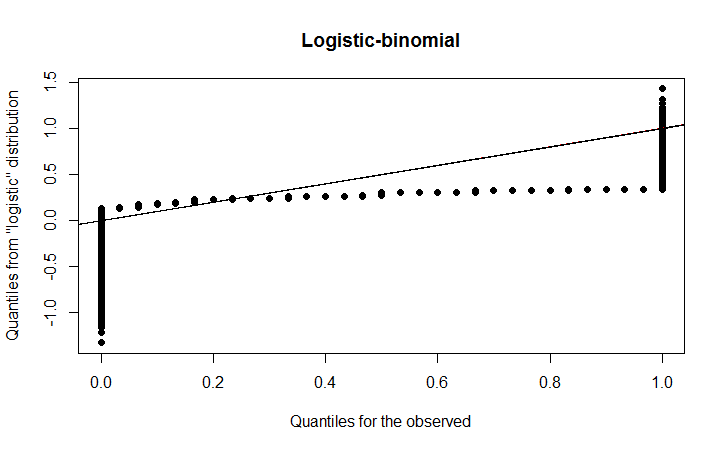 Logistic-binomial
Quantiles from "logistic" distribution
1.5
1.0
0.5
0.0
-0.5
-1.0
0.0 0.2 0.4 0.6 0.8 1.0
Quantiles for the observed